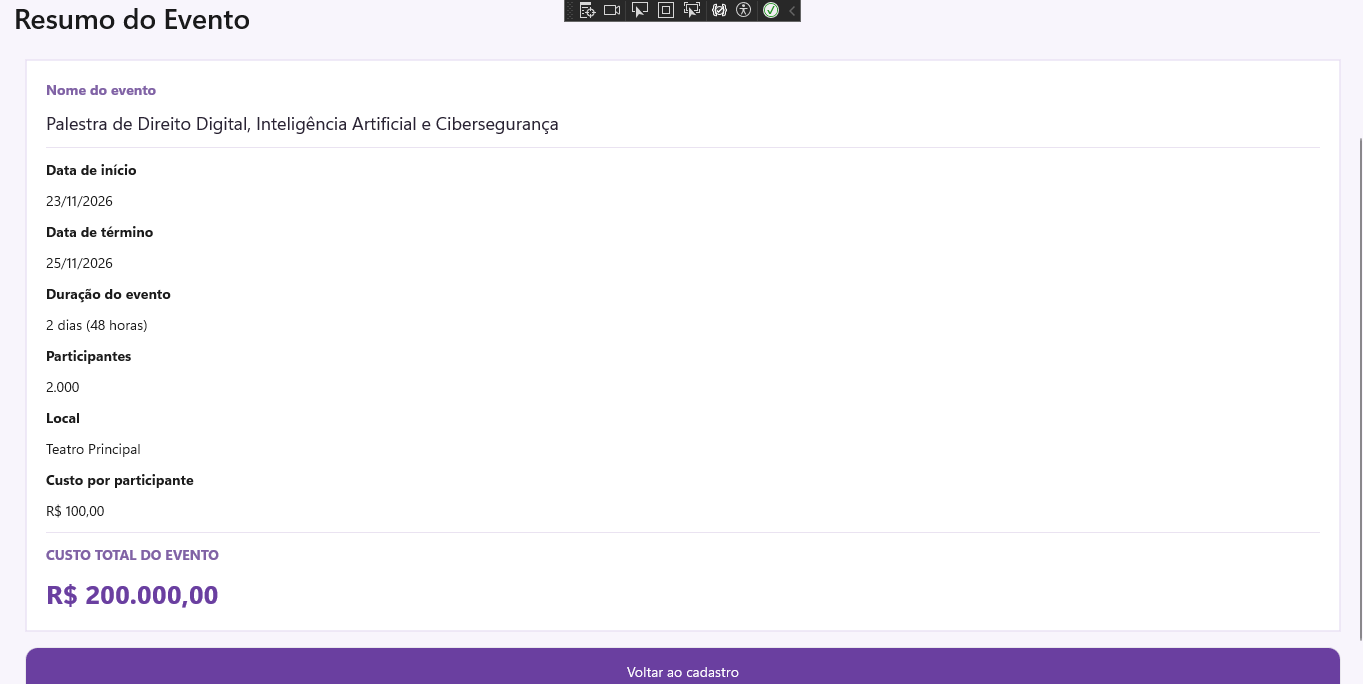 Resumo do Evento
Nome do evento
Palestra de Direito Digital, Inteligência Artificial e Cibersegurança
Data de início
23/11/2026
Data de término
25/11/2026
Duração do evento
2 dias (48 horas)
Participantes
2.000
Local
Teatro Principal
Custo por participante
R$ 100,00
CUSTO TOTAL DO EVENTO
R$ 200.000,00
Voltar ao cadastro